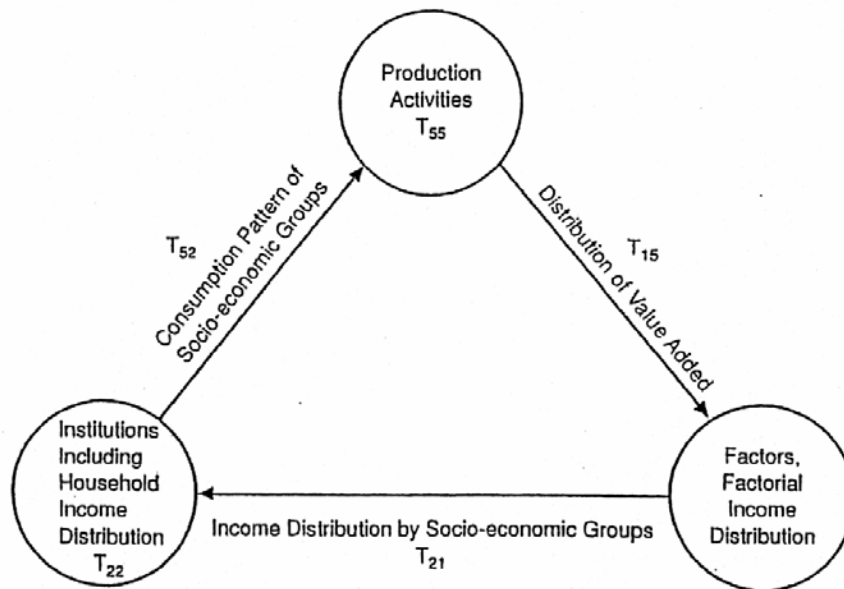 Production
Activities
T55
T52
Consumption Pattern of
Socio-economic Groups
T15
Distribution of Value Added
Institutions
Including
Household
Income
Distribution
T22
Income Distribution by Socio-economic Groups
T21
Factors,
Factorial
Income
Distribution